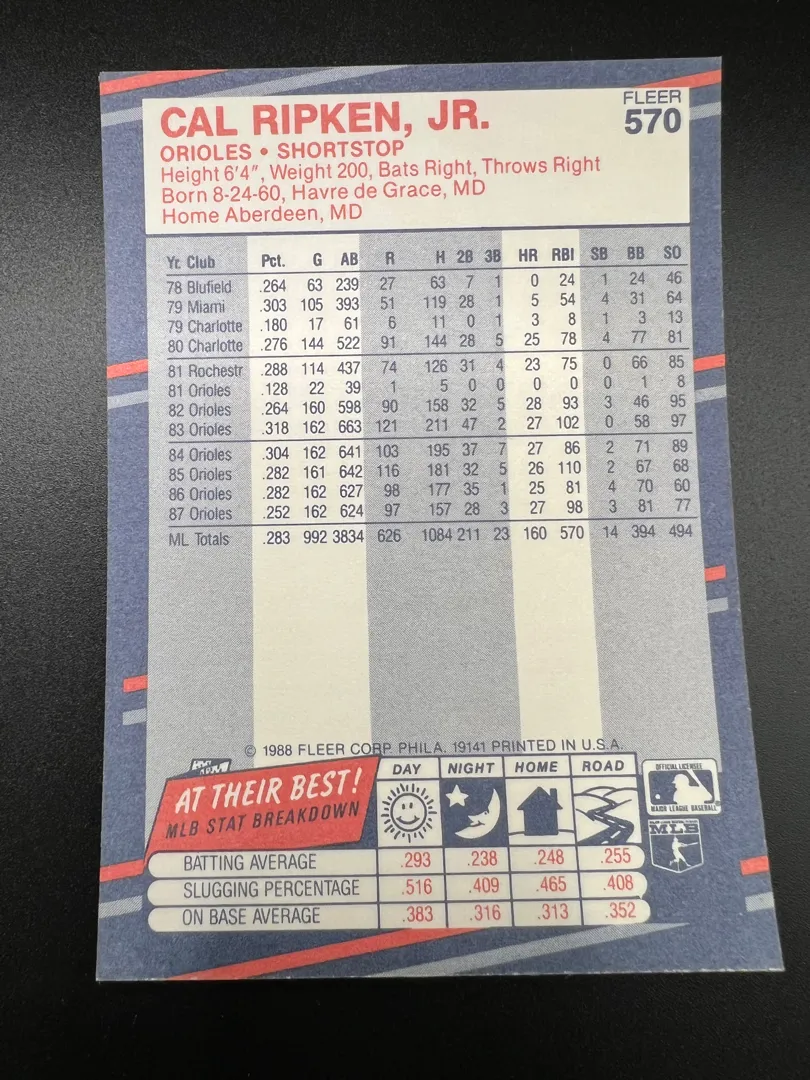 FLEER
570
CAL RIPKEN, JR.
ORIOLES • SHORTSTOP
Height 6'4", Weight 200, Bats Right, Throws Right
Born 8-24-60, Havre de Grace, MD
Home Aberdeen, MD
Yr. Club Pct. G AB R H 2B 3B HR RBI SB BB SO
78 Blufield .264 63 239 27 63 7 1 0 24 1 24 46
79 Miami .303 105 393 51 119 28 1 5 54 4 31 64
79 Charlotte .180 17 61 6 11 0 1 3 8 1 3 13
80 Charlotte .276 144 522 91 144 28 5 25 78 4 77 81
81 Rochestr .288 114 437 74 126 31 4 23 75 0 66 85
81 Orioles .128 22 39 1 5 0 0 0 0 0 1 8
82 Orioles .264 160 598 90 158 32 5 28 93 3 46 95
83 Orioles .318 162 663 121 211 47 2 27 102 0 58 97
84 Orioles .304 162 641 103 195 37 7 27 86 2 71 89
85 Orioles .282 161 642 116 181 32 5 26 110 2 67 68
86 Orioles .282 162 627 98 177 35 1 25 81 4 70 60
87 Orioles .252 162 624 97 157 28 3 27 98 3 81 77
ML Totals .283 992 3834 626 1084 211 23 160 570 14 394 494
© 1988 FLEER CORP. PHILA. 19141 PRINTED IN U.S.A.
AT THEIR BEST!
MLB STAT BREAKDOWN
DAY NIGHT HOME ROAD
BATTING AVERAGE .293 .238 .248 .255
SLUGGING PERCENTAGE .516 .409 .465 .408
ON BASE AVERAGE .383 .316 .313 .352
OFFICIAL LICENSEE
MAJOR LEAGUE BASEBALL
MLB